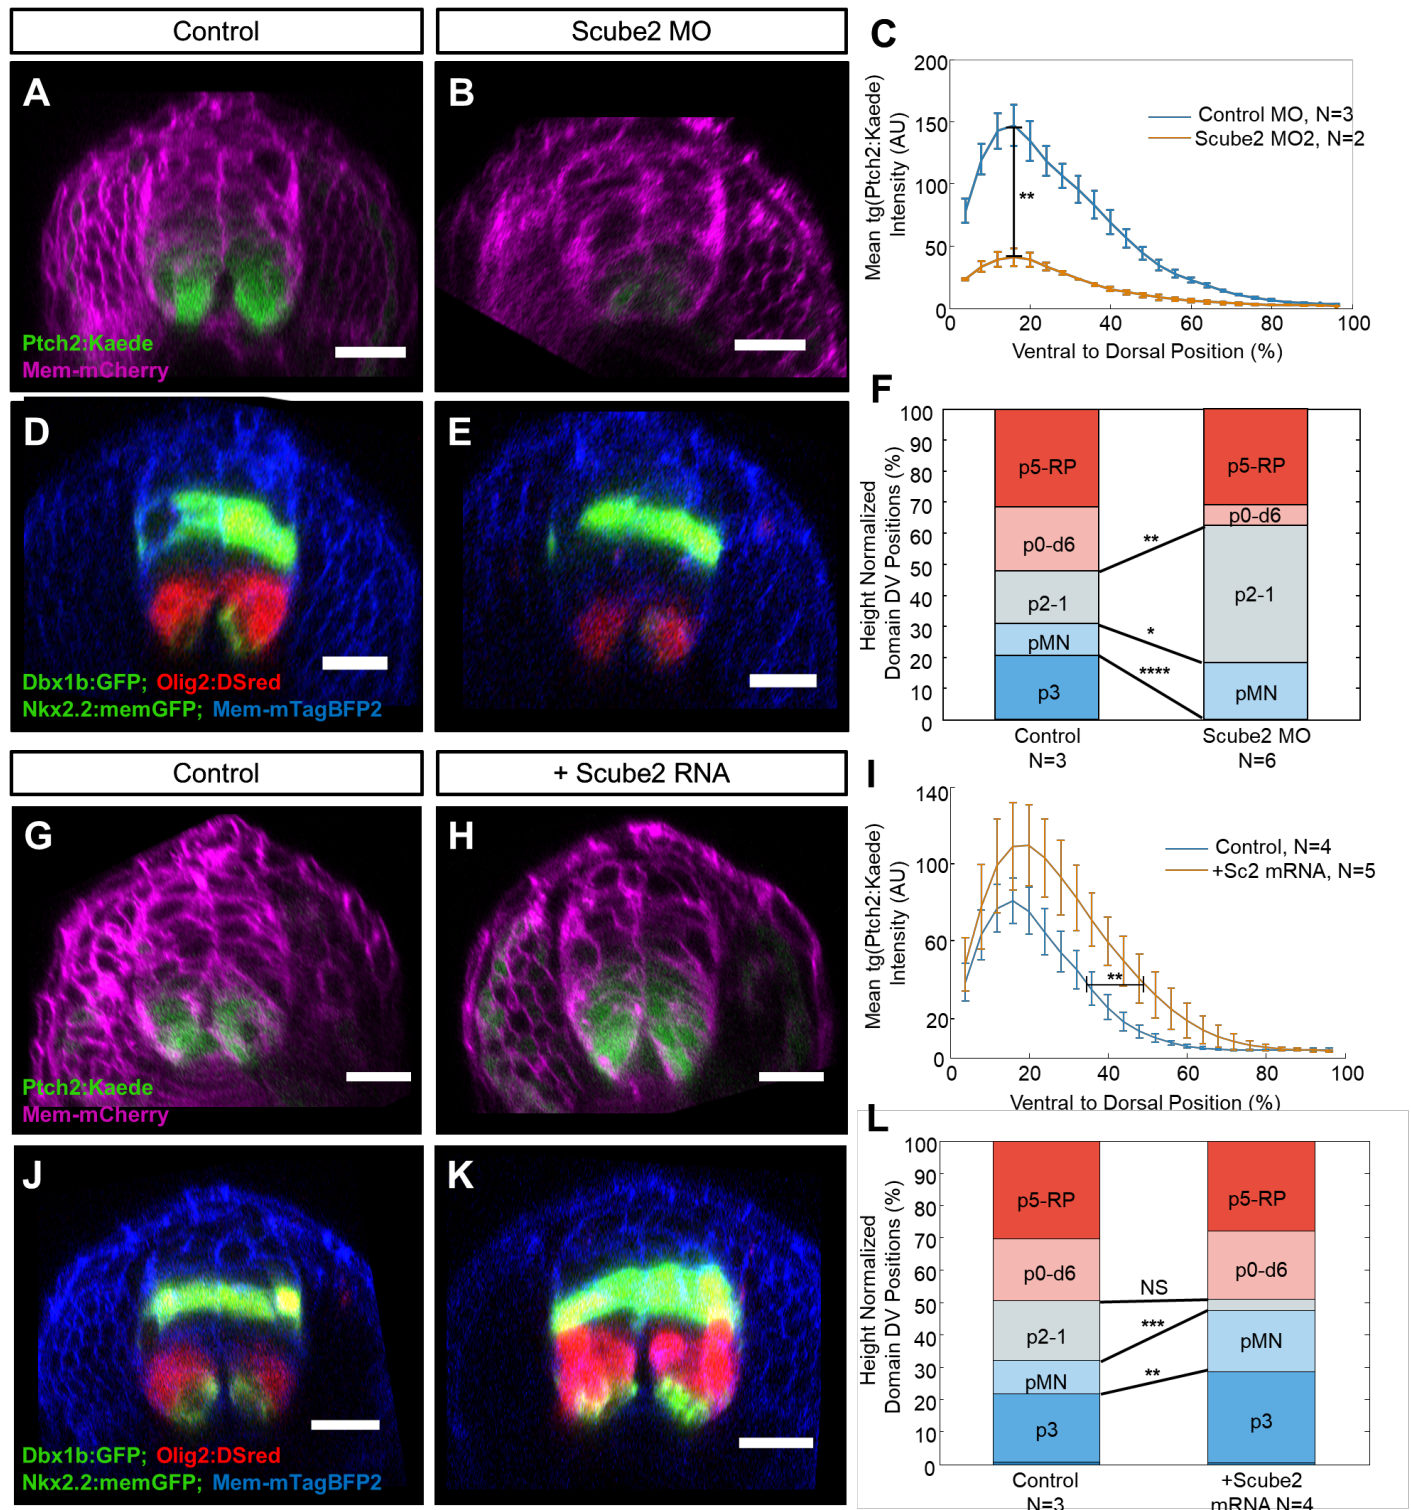 Control
Scube2 MO
A
Ptch2:Kaede
Mem-mCherry
B
C
Mean tg(Ptch2:Kaede)
Intensity (AU)
200
150
100
50
0
Control MO, N=3
Scube2 MO2, N=2
**
0 20 40 60 80 100
Ventral to Dorsal Position (%)
D
Dbx1b:GFP; Olig2:DSred
Nkx2.2:memGFP; Mem-mTagBFP2
E
F
Height Normalized
Domain DV Positions (%)
100
90
80
70
60
50
40
30
20
10
0
p5-RP
p0-d6
p2-1
pMN
p3
**
*
****
p5-RP
p0-d6
p2-1
pMN
Control
N=3
Scube2 MO
N=6
Control
+ Scube2 RNA
G
Ptch2:Kaede
Mem-mCherry
H
I
Mean tg(Ptch2:Kaede)
Intensity (AU)
140
100
60
20
0
Control, N=4
+Sc2 mRNA, N=5
**
0 20 40 60 80 100
Ventral to Dorsal Position (%)
J
Dbx1b:GFP; Olig2:DSred
Nkx2.2:memGFP; Mem-mTagBFP2
K
L
Height Normalized
Domain DV Positions (%)
100
90
80
70
60
50
40
30
20
10
0
p5-RP
p0-d6
p2-1
pMN
p3
NS
***
**
p5-RP
p0-d6
pMN
p3
Control
N=3
+Scube2
mRNA N=4